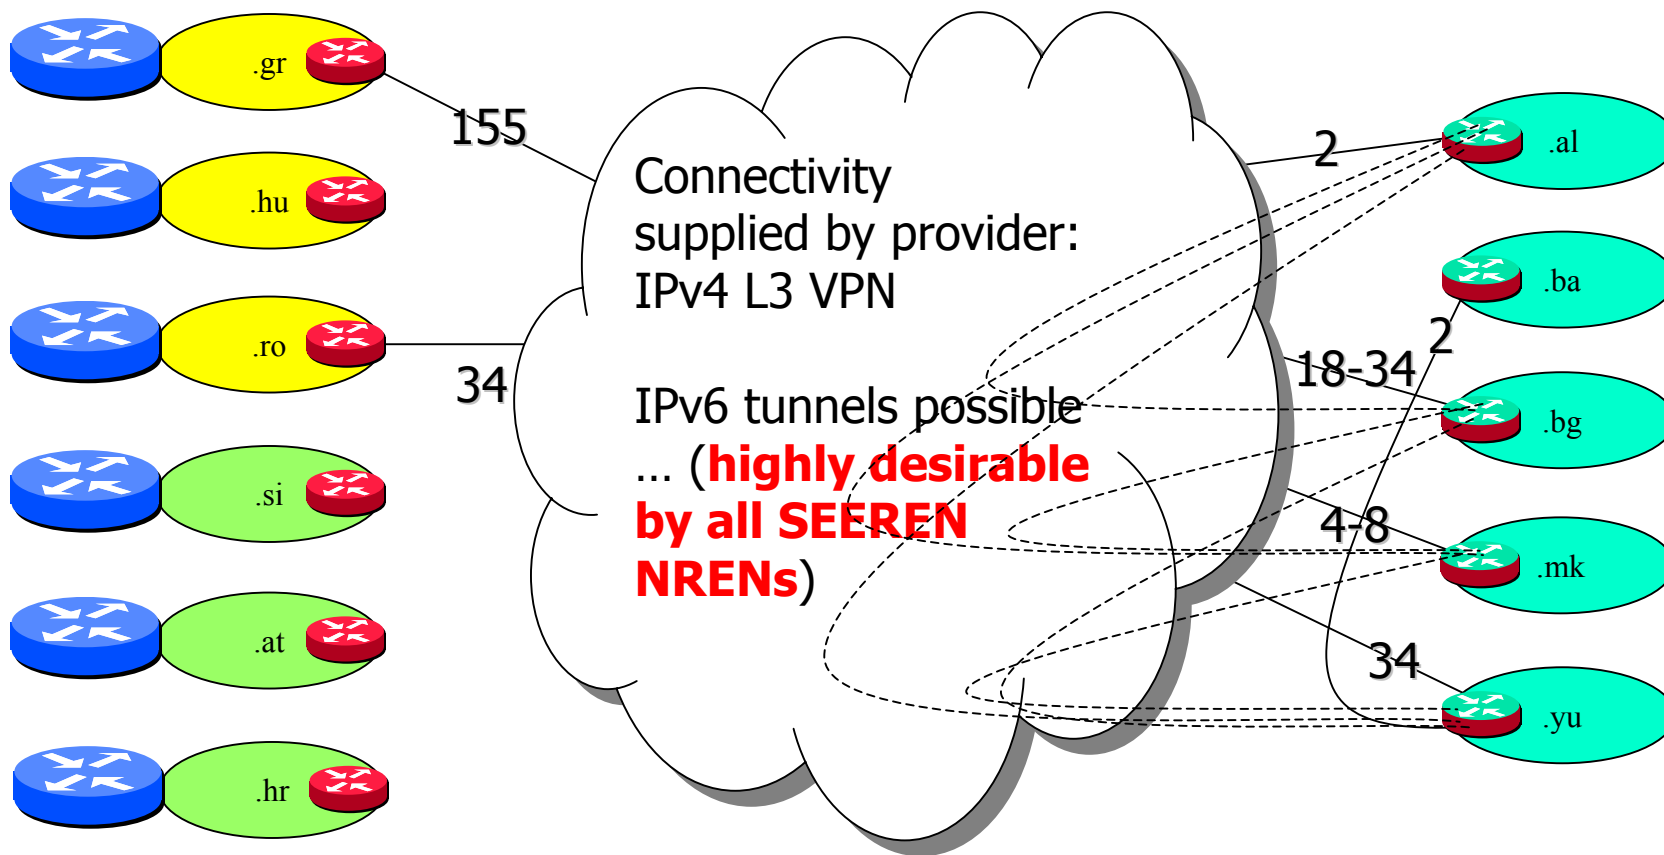 .gr
155
.hu
.ro
34
.si
.at
.hr
Connectivity
supplied by provider:
IPv4 L3 VPN
IPv6 tunnels possible
... (highly desirable
by all SEEREN
NRENs)
2
.al
.ba
2
18-34
.bg
4-8
.mk
34
.yu